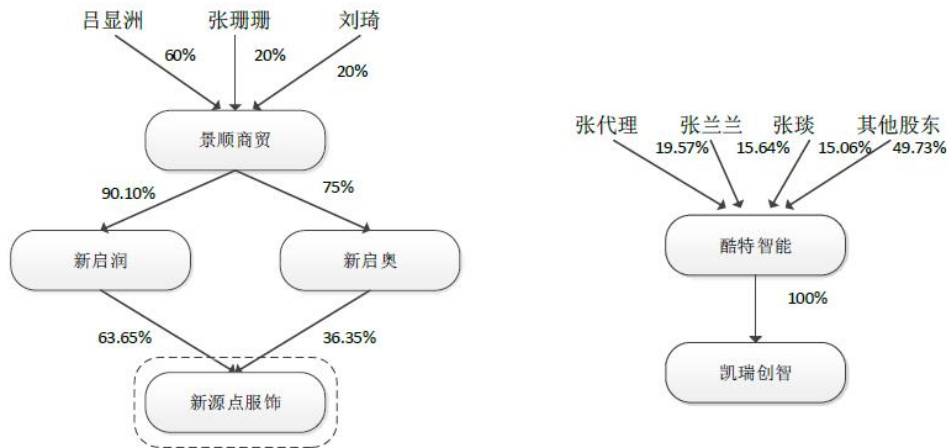 吕显洲 张珊珊 刘琦
60% 20% 20%
景顺商贸
90.10% 75%
新启润 新启奥
63.65% 36.35%
新源点服饰
张代理 张兰兰 张琰 其他股东
19.57% 15.64% 15.06% 49.73%
酷特智能
100%
凯瑞创智